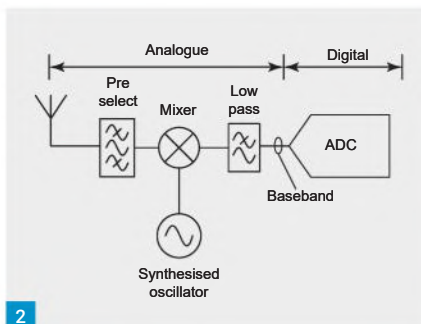 Analogue
Digital
Pre
select
Mixer
Low
pass
ADC
Baseband
Synthesised
oscillator
2